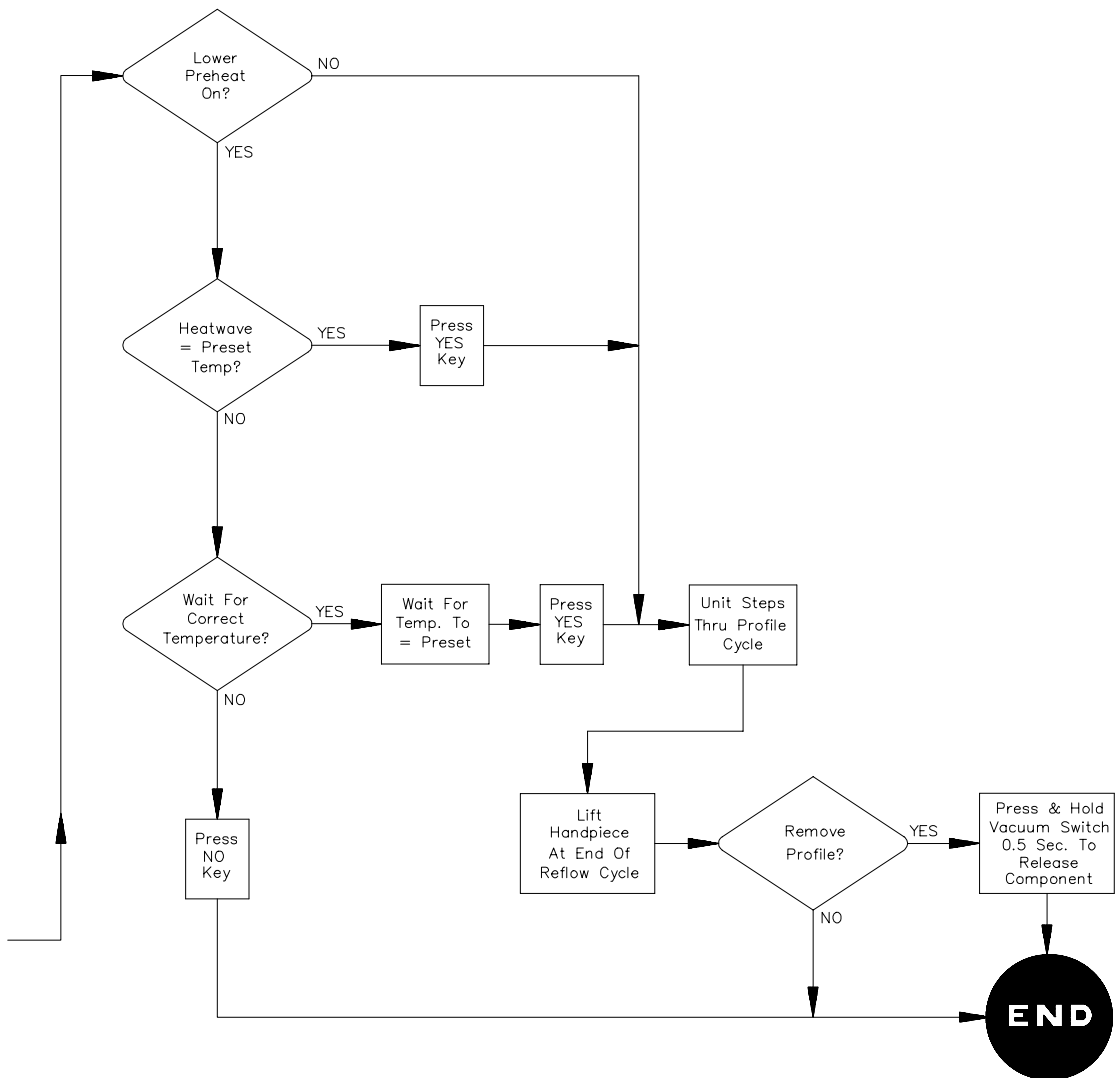 Lower
Preheat
On?
NO
YES
Heatwave
= Preset
Temp?
YES
Press
YES
Key
NO
Wait For
Correct
Temperature?
YES
Wait For
Temp. To
= Preset
Press
YES
Key
Unit Steps
Thru Profile
Cycle
NO
Press
NO
Key
Lift
Handpiece
At End Of
Reflow Cycle
Remove
Profile?
YES
Press & Hold
Vacuum Switch
0.5 Sec. To
Release
Component
NO
END